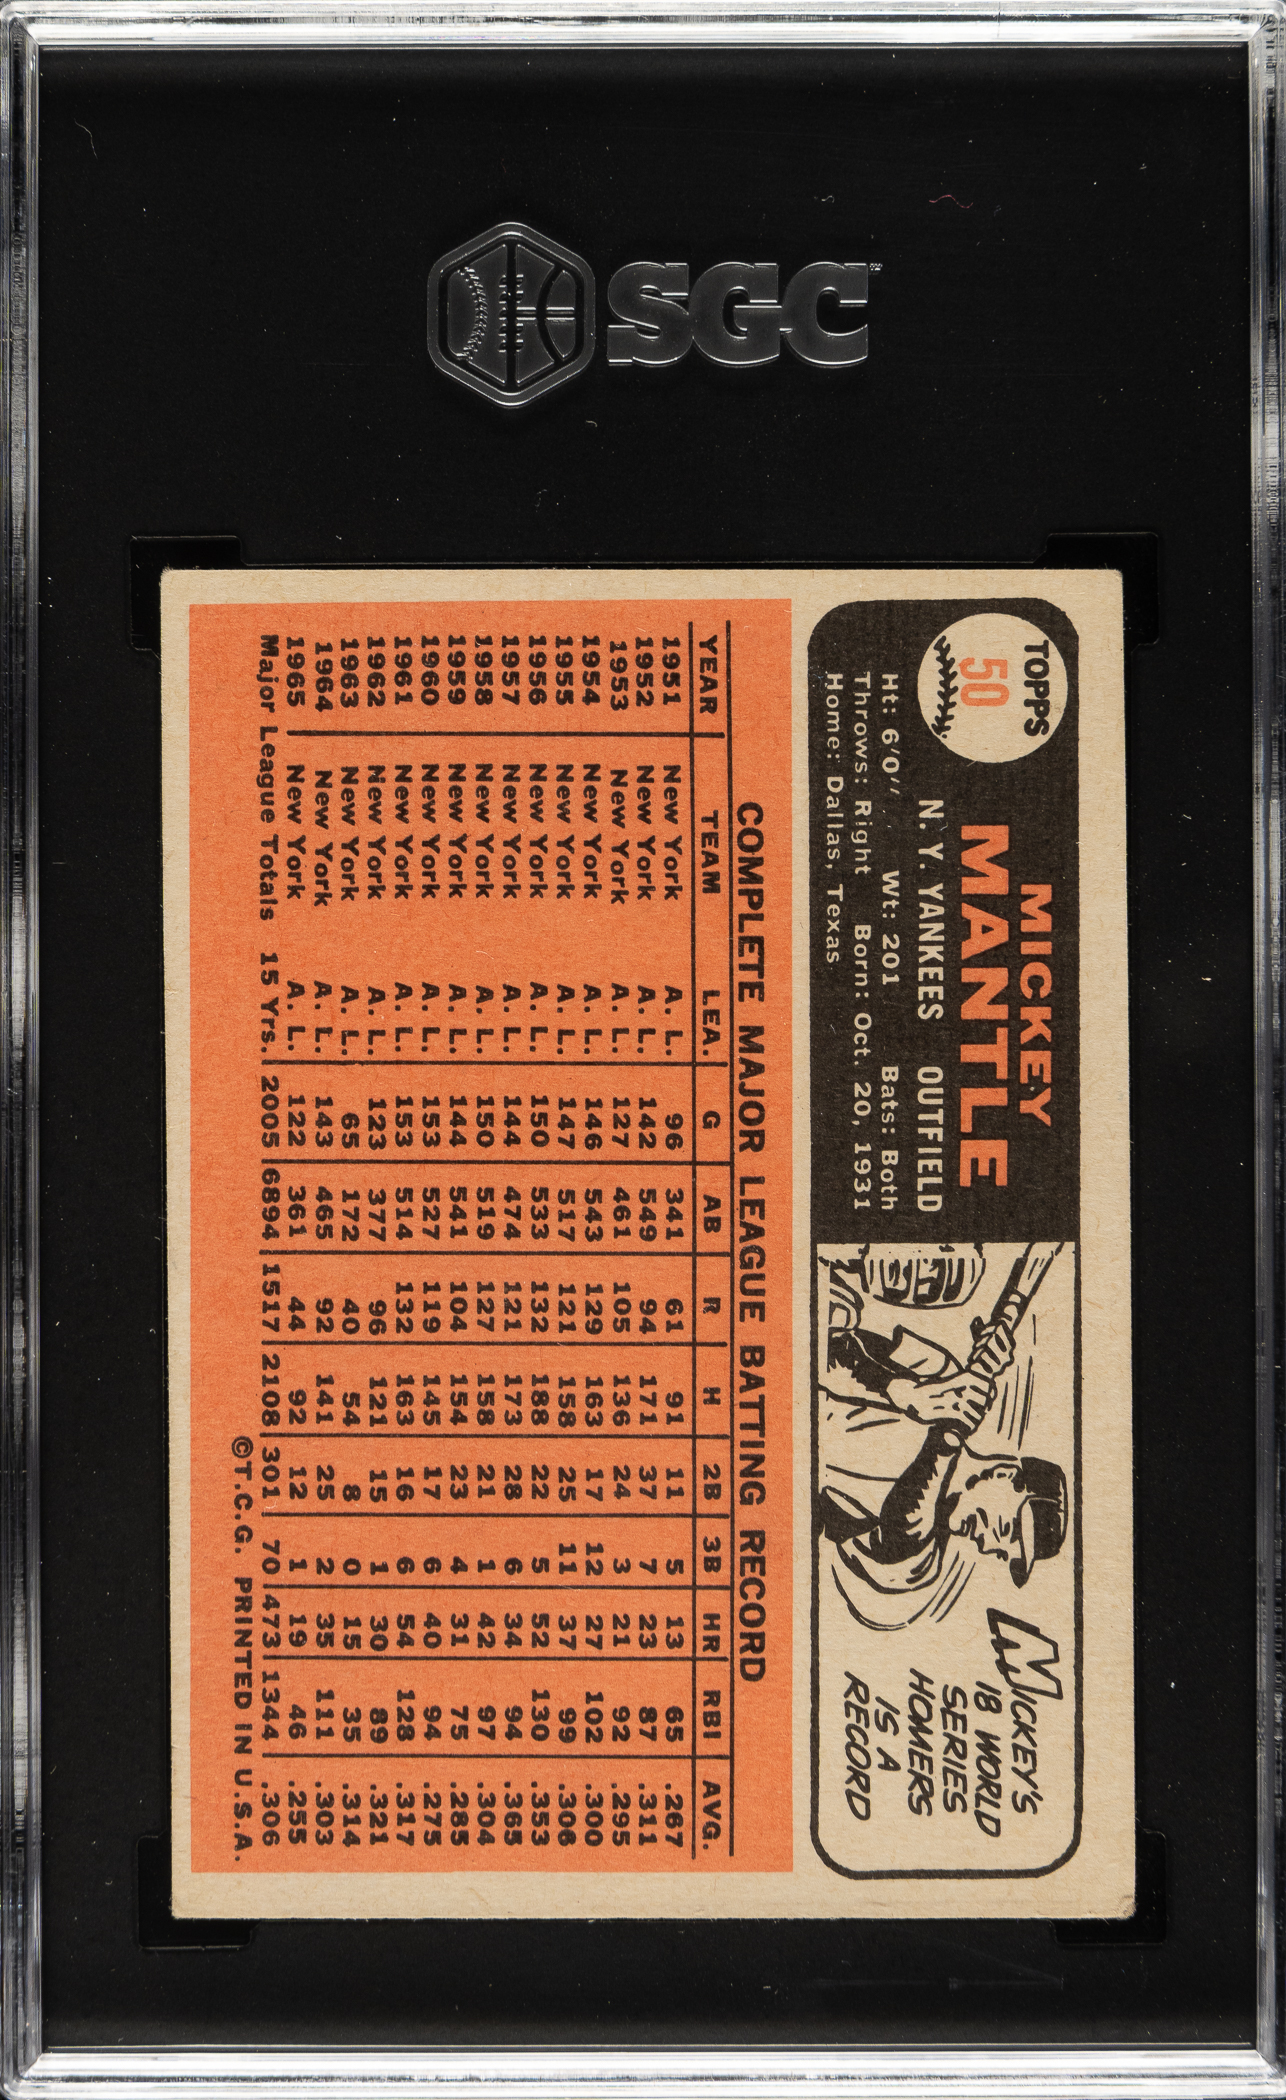 SGC
TOPPS
50
MICKEY
MANTLE
N. Y. YANKEES OUTFIELD
Ht: 6'0'' Wt: 201 Bats: Both
Throws: Right Born: Oct. 20, 1931
Home: Dallas, Texas
MICKEY'S
18 WORLD
SERIES
HOMERS
IS A
RECORD
COMPLETE MAJOR LEAGUE BATTING RECORD
YEAR TEAM LEA. G AB R H 2B 3B HR RBI AVG.
1951 New York A. L. 96 341 61 91 11 5 13 65 .267
1952 New York A. L. 142 549 94 171 37 7 23 87 .311
1953 New York A. L. 127 461 105 136 24 3 21 92 .295
1954 New York A. L. 146 543 129 163 17 12 27 102 .300
1955 New York A. L. 147 517 121 158 25 11 37 99 .306
1956 New York A. L. 150 533 132 188 22 5 52 130 .353
1957 New York A. L. 144 474 121 173 28 6 34 94 .365
1958 New York A. L. 150 519 127 158 21 1 42 97 .304
1959 New York A. L. 144 541 104 154 23 4 31 75 .285
1960 New York A. L. 153 527 119 145 17 6 40 94 .275
1961 New York A. L. 153 514 132 163 16 6 54 128 .317
1962 New York A. L. 123 377 96 121 15 1 30 89 .321
1963 New York A. L. 65 172 40 54 8 0 15 35 .314
1964 New York A. L. 143 465 92 141 25 2 35 111 .303
1965 New York A. L. 122 361 44 92 12 1 19 46 .255
Major League Totals 15 Yrs. 2005 6894 1517 2108 301 70 473 1344 .306
©T.C.G. PRINTED IN U.S.A.